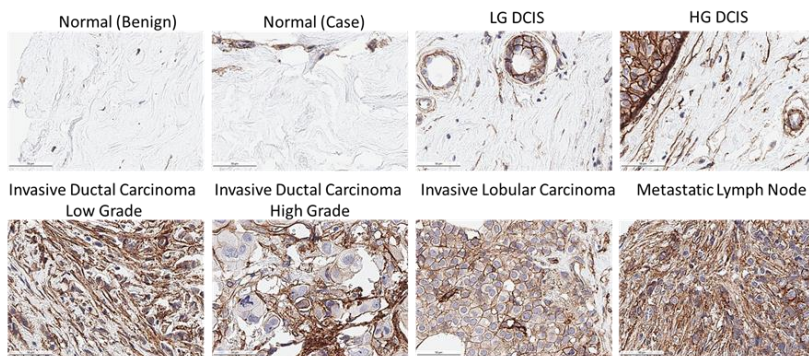 Normal (Benign)
Normal (Case)
LG DCIS
HG DCIS
Invasive Ductal Carcinoma
Low Grade
Invasive Ductal Carcinoma
High Grade
Invasive Lobular Carcinoma
Metastatic Lymph Node